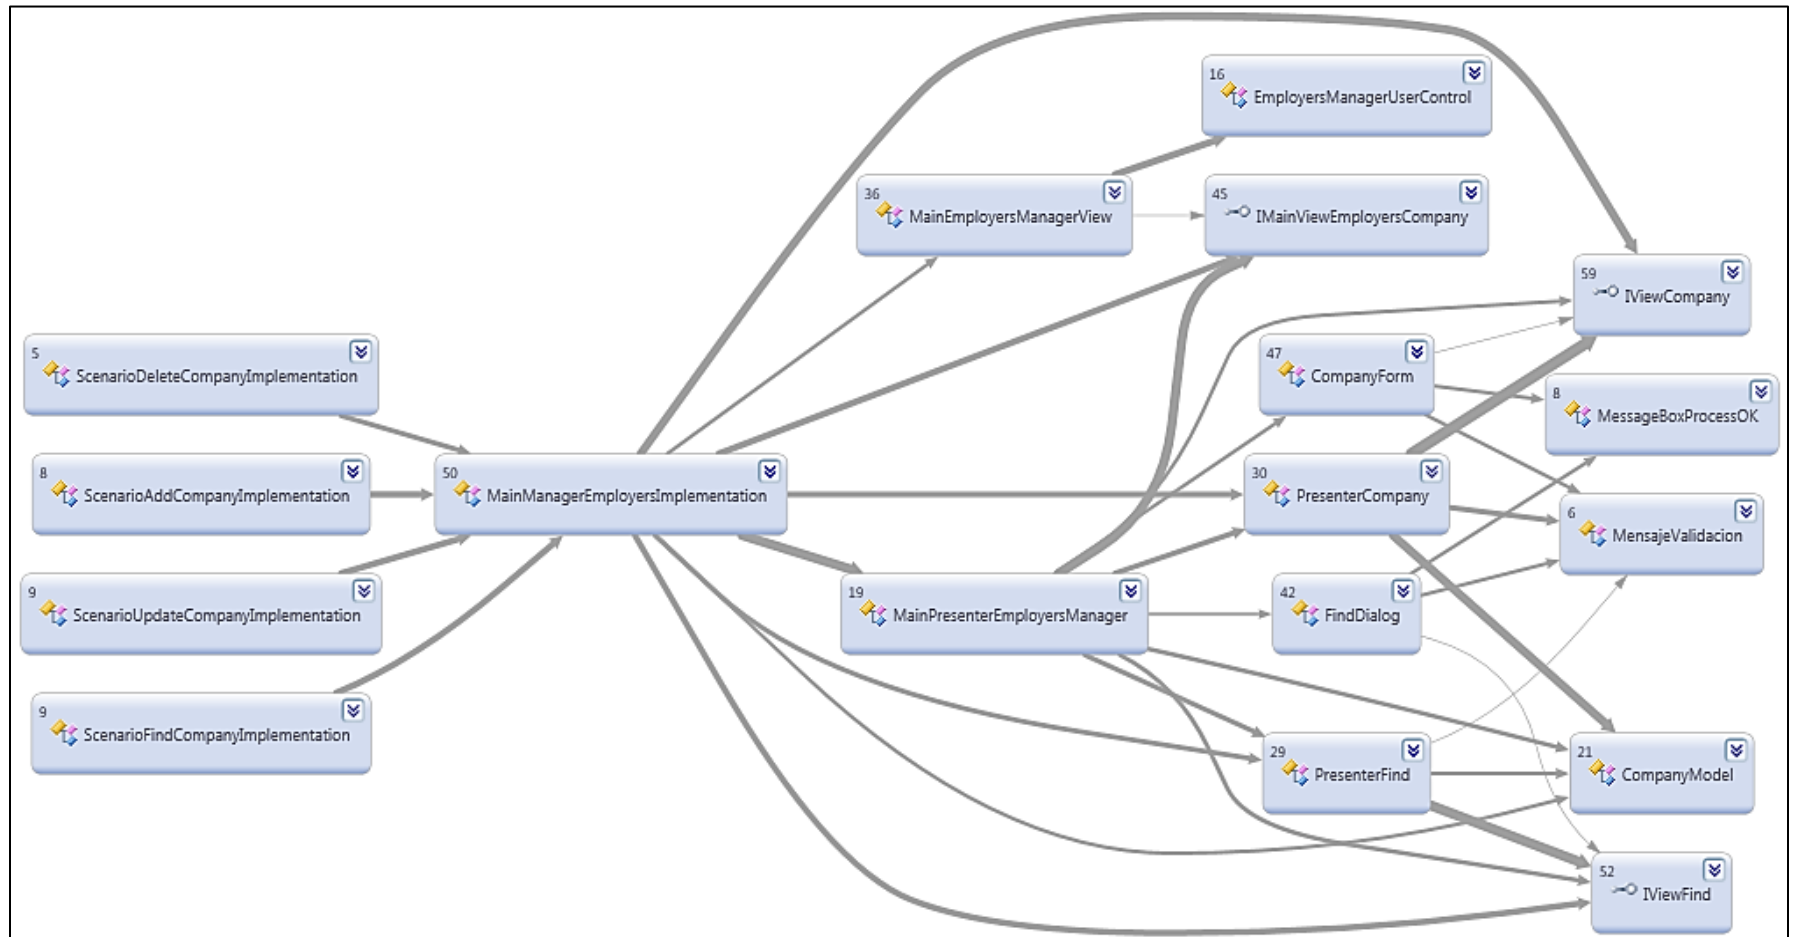 16
EmployersManagerUserControl
36
MainEmployersManagerView
45
IMainViewEmployersCompany
59
IViewCompany
5
ScenarioDeleteCompanyImplementation
47
CompanyForm
8
MessageBoxProcessOK
8
ScenarioAddCompanyImplementation
50
MainManagerEmployersImplementation
30
PresenterCompany
6
MensajeValidacion
9
ScenarioUpdateCompanyImplementation
19
MainPresenterEmployersManager
42
FindDialog
9
ScenarioFindCompanyImplementation
29
PresenterFind
21
CompanyModel
52
IViewFind